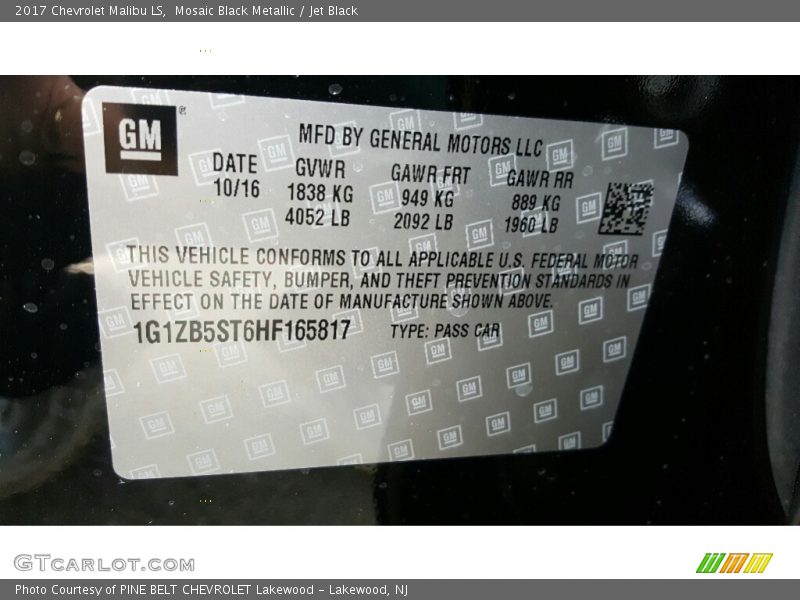 2017 Chevrolet Malibu LS, Mosaic Black Metallic / Jet Black
GM ®
MFD BY GENERAL MOTORS LLC
DATE GVWR GAWR FRT GAWR RR
10/16 1838 KG 949 KG 889 KG
4052 LB 2092 LB 1960 LB
THIS VEHICLE CONFORMS TO ALL APPLICABLE U.S. FEDERAL MOTOR
VEHICLE SAFETY, BUMPER, AND THEFT PREVENTION STANDARDS IN
EFFECT ON THE DATE OF MANUFACTURE SHOWN ABOVE.
1G1ZB5ST6HF165817 TYPE: PASS CAR
GTCARLOT.COM
Photo Courtesy of PINE BELT CHEVROLET Lakewood - Lakewood, NJ